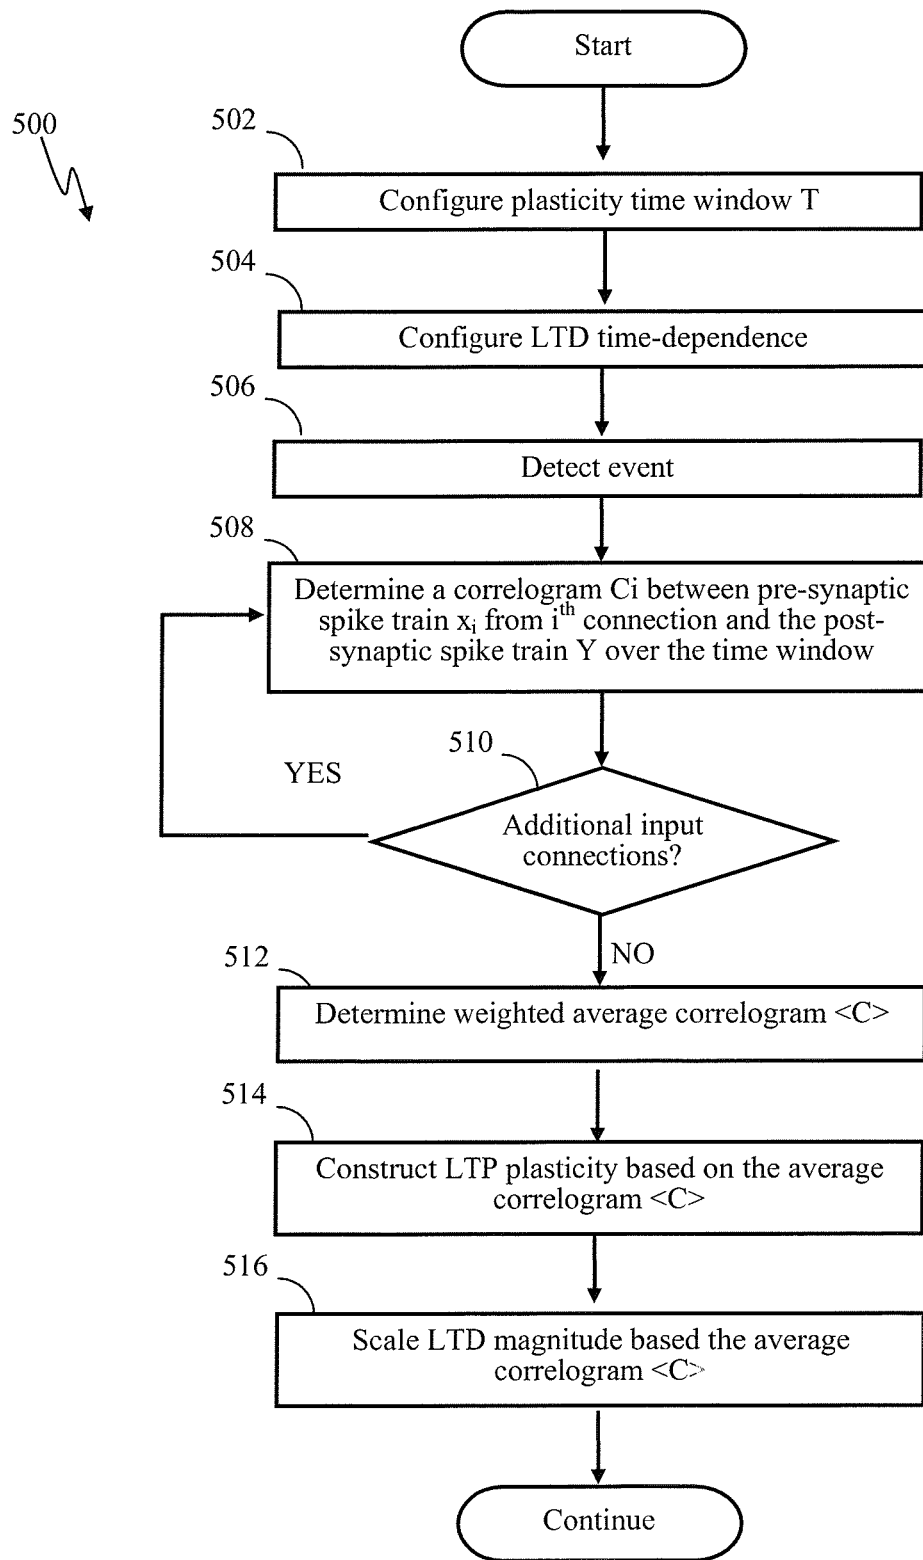 Start
500
502
Configure plasticity time window T
504
Configure LTD time-dependence
506
Detect event
508
Determine a correlogram Ci between pre-synaptic
spike train xᵢ from iᵗʰ connection and the post-
synaptic spike train Y over the time window
510
YES
Additional input
connections?
NO
512
Determine weighted average correlogram <C>
514
Construct LTP plasticity based on the average
correlogram <C>
516
Scale LTD magnitude based the average
correlogram <C>
Continue